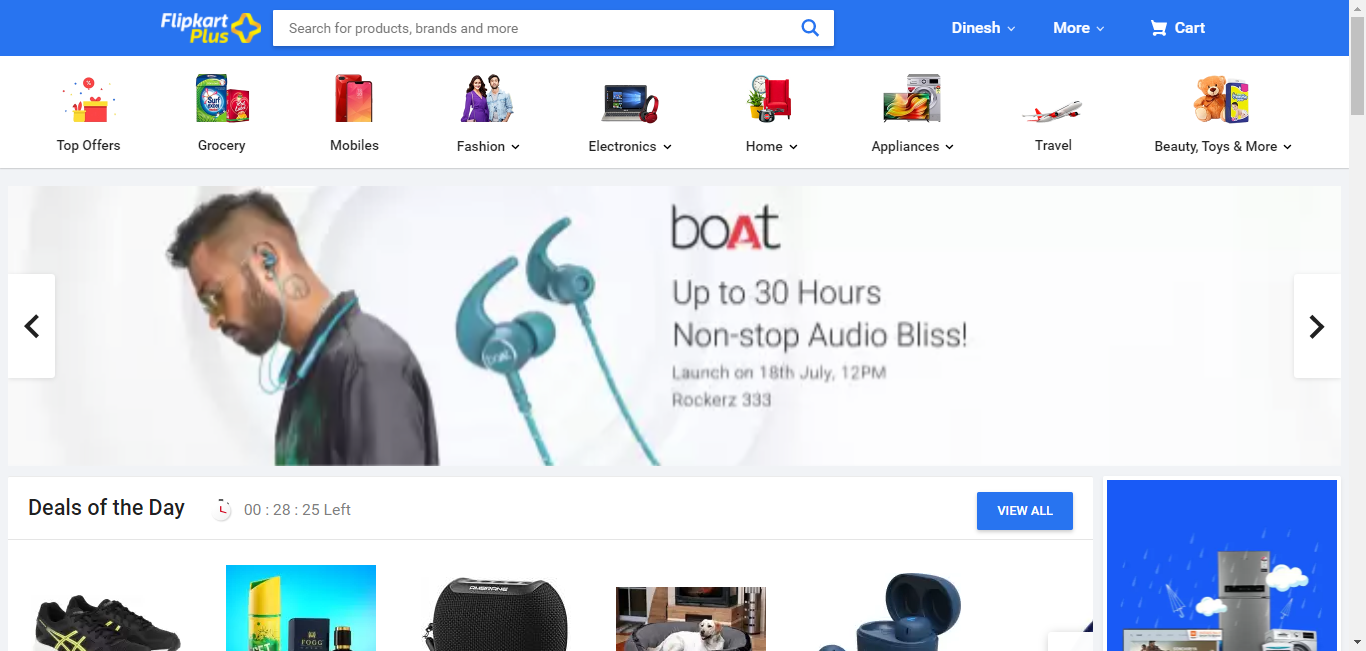 Flipkart
Plus
Search for products, brands and more
Dinesh
More
Cart
Top Offers
Grocery
Mobiles
Fashion
Electronics
Home
Appliances
Travel
Beauty, Toys & More
boAt
Up to 30 Hours
Non-stop Audio Bliss!
Launch on 18th July, 12PM
Rockerz 333
boAt
Deals of the Day
00 : 28 : 25 Left
VIEW ALL
AMBRANE
FOGG